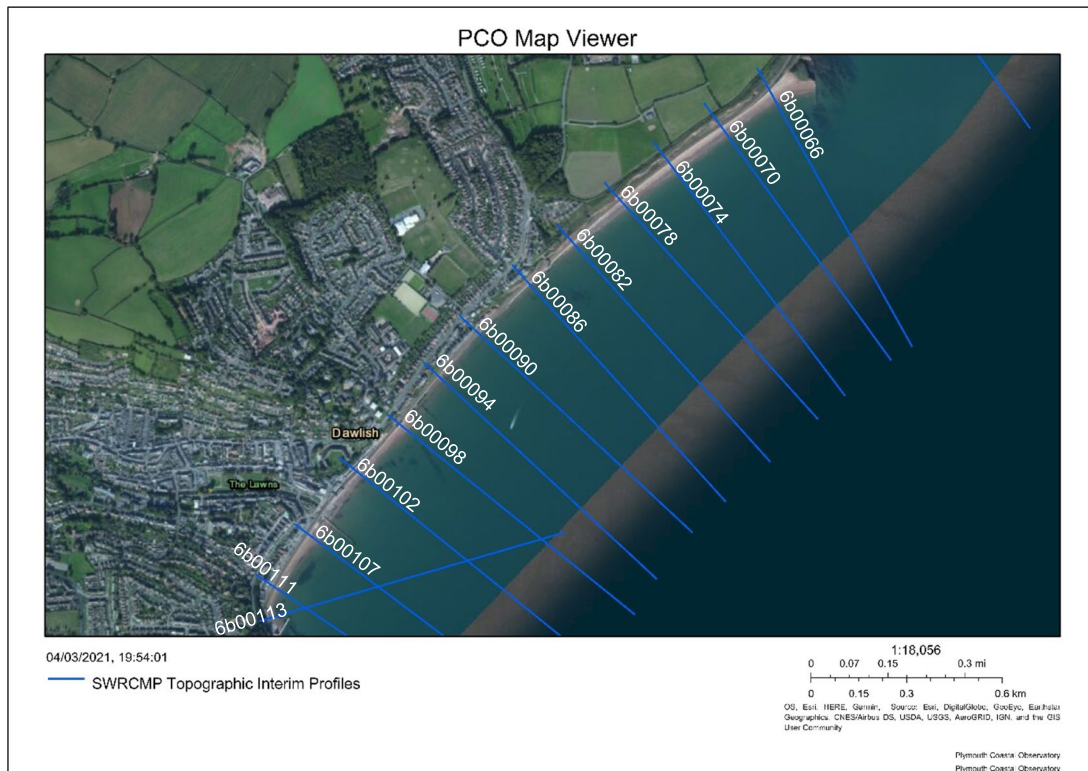 PCO Map Viewer
6b00066
6b00070
6b00074
6b00078
6b00082
6b00086
6b00090
6b00094
6b00098
Dawlish
6b00102
The Lawns
6b00107
6b00111
6b00113
04/03/2021, 19:54:01
SWRCMP Topographic Interim Profiles
1:18,056
0 0.07 0.15 0.3 mi
0 0.15 0.3 0.6 km
OS, Esri, HERE, Garmin, Source: Esri, DigitalGlobe, GeoEye, Earthstar
Geographics, CNES/Airbus DS, USDA, USGS, AeroGRID, IGN, and the GIS
User Community
Plymouth Coastal Observatory
Plymouth Coastal Observatory